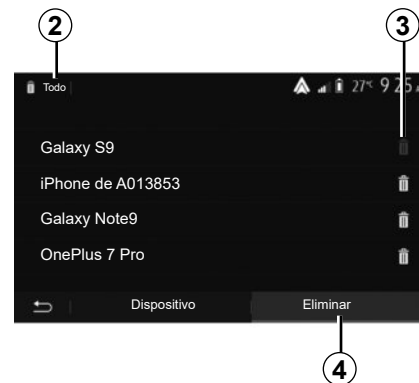 2
3
Todo
27°C 9 25
Galaxy S9
iPhone de A013853
Galaxy Note9
OnePlus 7 Pro
Dispositivo
Eliminar
4